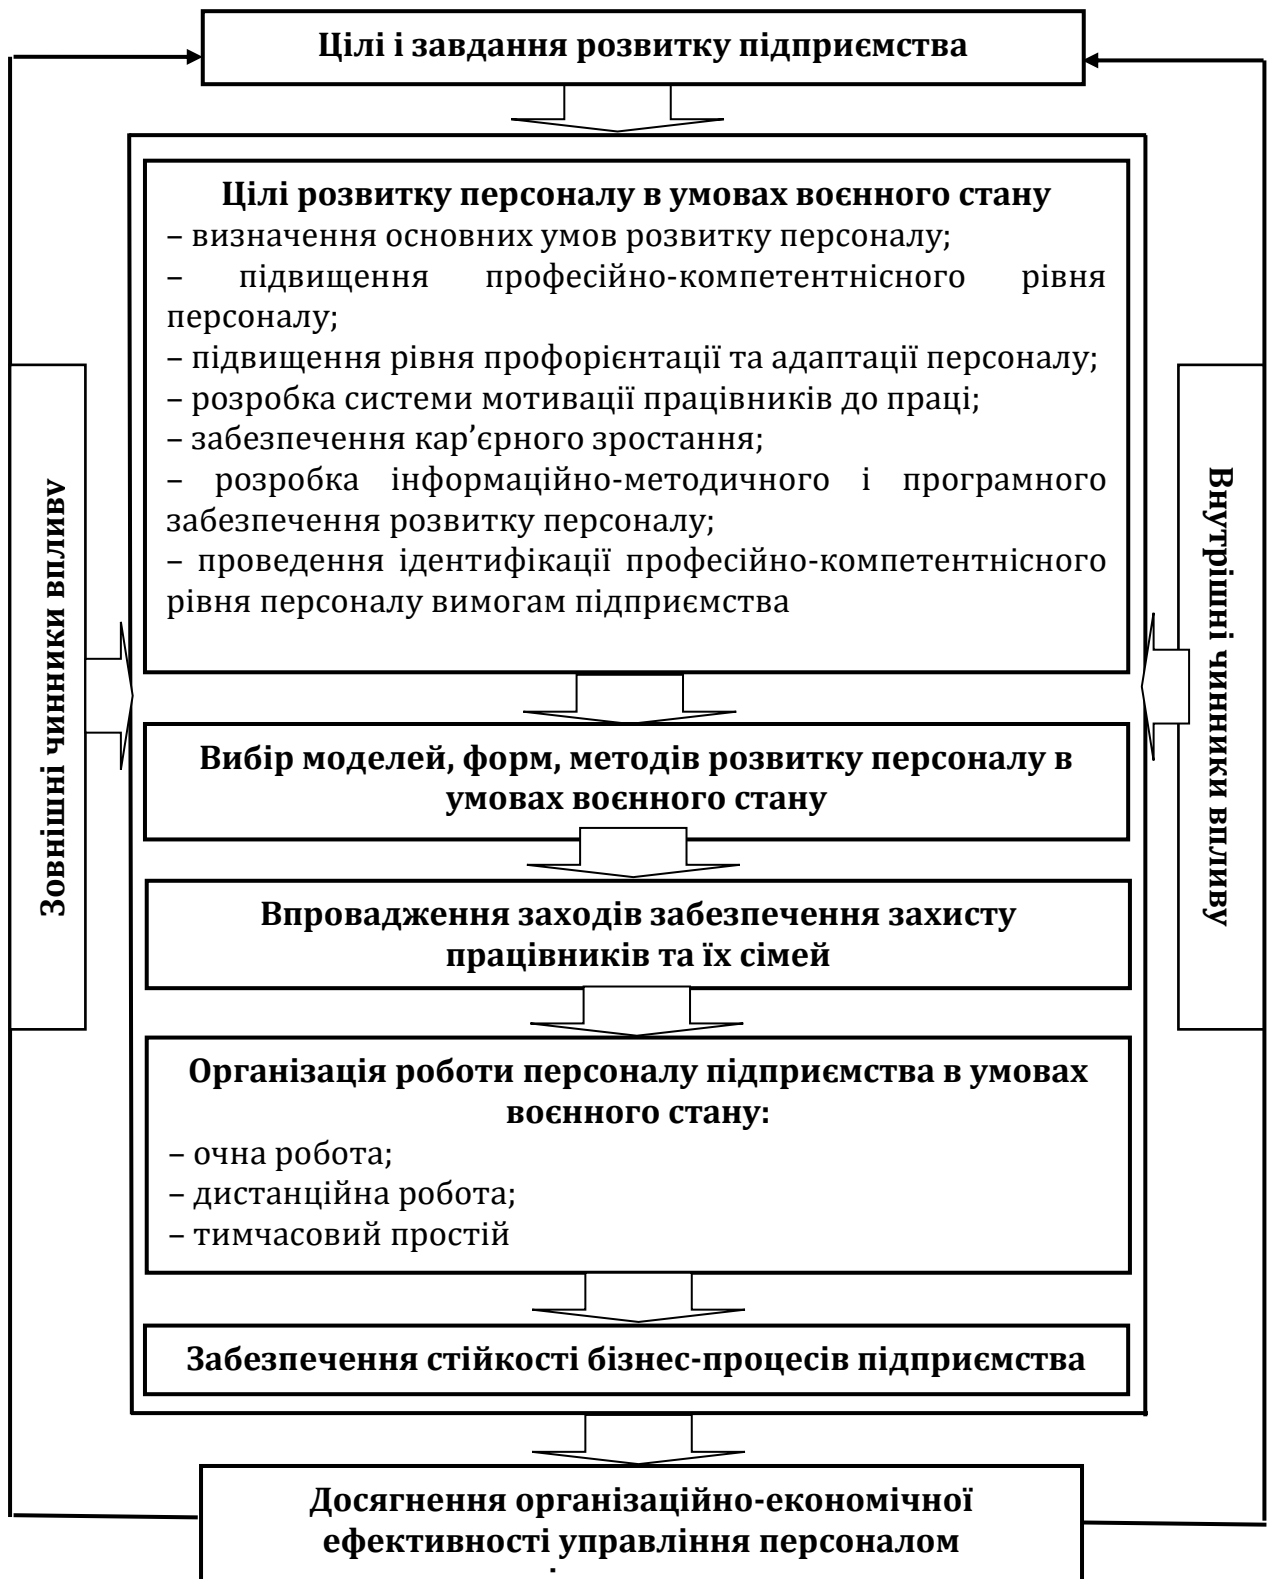 Цілі і завдання розвитку підприємства
Цілі розвитку персоналу в умовах воєнного стану
– визначення основних умов розвитку персоналу;
– підвищення професійно-компетентнісного рівня
персоналу;
– підвищення рівня профорієнтації та адаптації персоналу;
– розробка системи мотивації працівників до праці;
– забезпечення кар’єрного зростання;
– розробка інформаційно-методичного і програмного
забезпечення розвитку персоналу;
– проведення ідентифікації професійно-компетентнісного
рівня персоналу вимогам підприємства
Зовнішні чинники впливу
Внутрішні чинники впливу
Вибір моделей, форм, методів розвитку персоналу в
умовах воєнного стану
Впровадження заходів забезпечення захисту
працівників та їх сімей
Організація роботи персоналу підприємства в умовах
воєнного стану:
– очна робота;
– дистанційна робота;
– тимчасовий простій
Забезпечення стійкості бізнес-процесів підприємства
Досягнення організаційно-економічної
ефективності управління персоналом